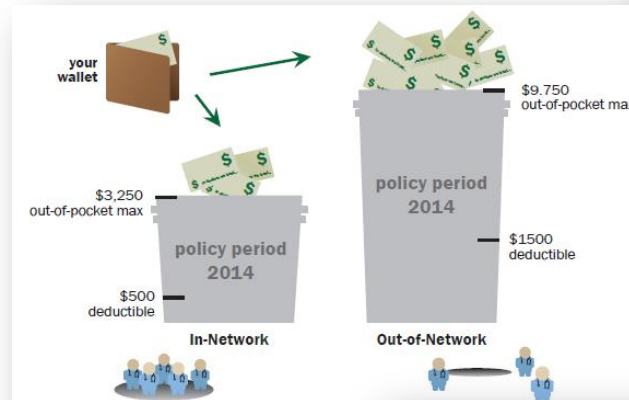 your
wallet
$9.750
out-of-pocket max
$3,250
out-of-pocket max
policy period
2014
policy period
2014
$1500
deductible
$500
deductible
In-Network
Out-of-Network
$
$
$
$
$
$
$
$
$
$
$
$